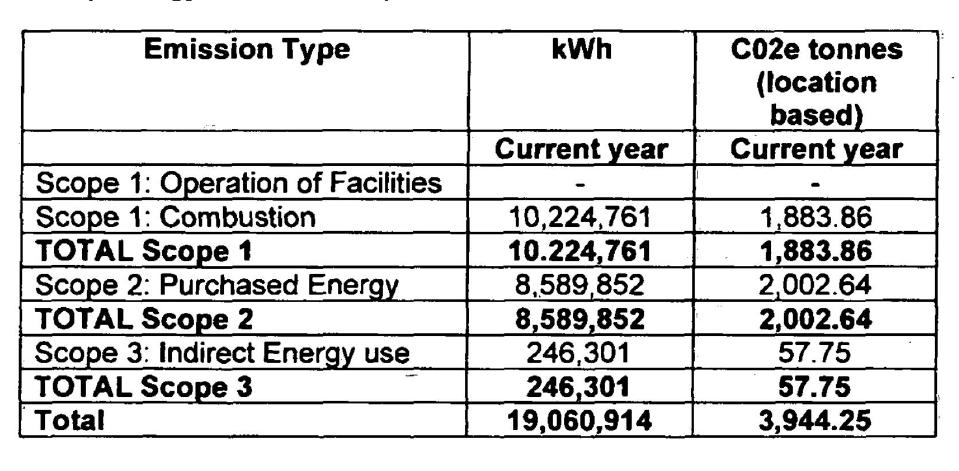 Emission Type kWh C02e tonnes
(location
based)
Current year Current year
Scope 1: Operation of Facilities - -
Scope 1: Combustion 10,224,761 1,883.86
TOTAL Scope 1 10.224,761 1,883.86
Scope 2: Purchased Energy 8,589,852 2,002.64
TOTAL Scope 2 8,589,852 2,002.64
Scope 3: Indirect Energy use 246,301 57.75
TOTAL Scope 3 246,301 57.75
Total 19,060,914 3,944.25